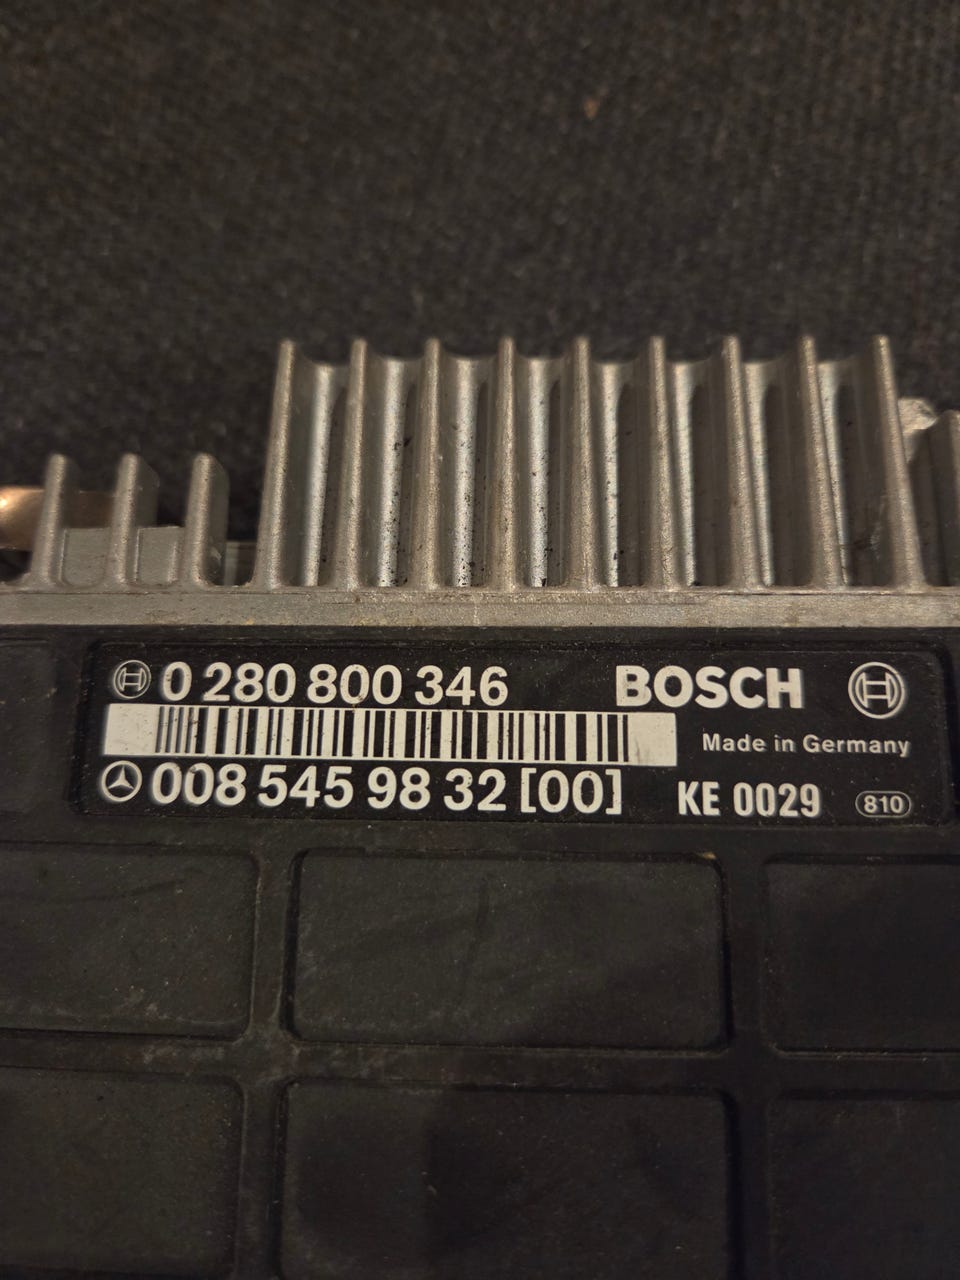 0 280 800 346 BOSCH
Made in Germany
008 545 98 32 [00] KE 0029 810